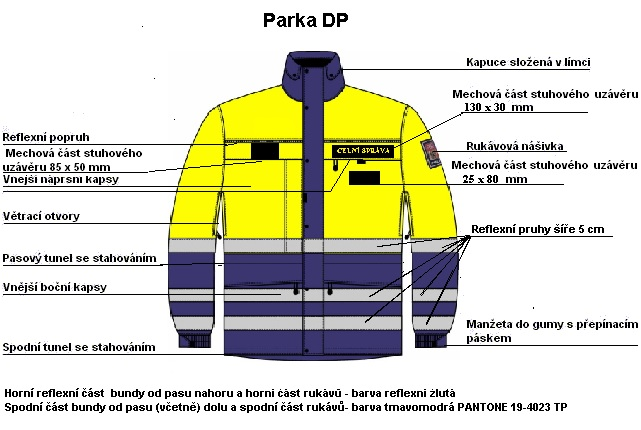 Parka DP
Kapuce složená v límci
Mechová část stuhového uzávěru
130 x 30 mm
Reflexní popruh
CELNÍ SPRÁVA
Rukávová nášivka
Mechová část stuhového
uzávěru 85 x 50 mm
Mechová část stuhového uzávěru
25 x 80 mm
Vnejší náprsní kapsy
Větrací otvory
Reflexní pruhy šíře 5 cm
Pasový tunel se stahováním
Vnější boční kapsy
Manžeta do gumy s přepínacím
páskem
Spodní tunel se stahováním
Horní reflexní část bundy od pasu nahoru a horní část rukávů - barva reflexní žlutá
Spodní část bundy od pasu (včetně) dolu a spodní část rukávů- barva tmavomodrá PANTONE 19-4023 TP